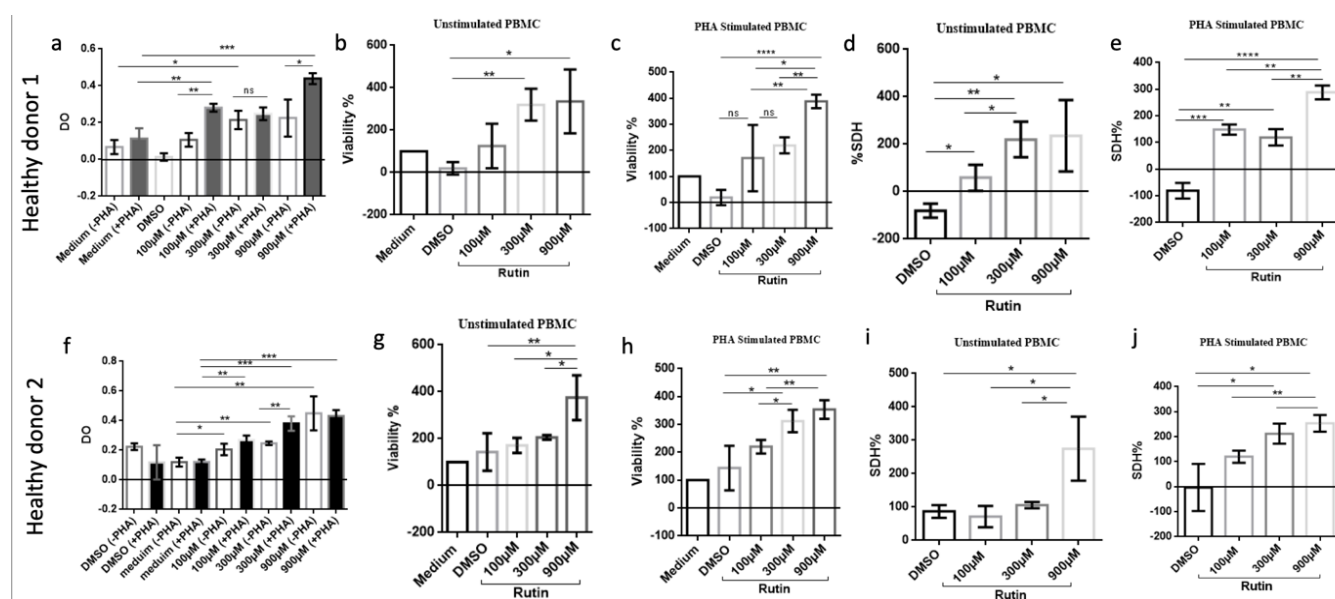 Healthy donor 1
a
***
*
*
**
**
ns
DO
0.6
0.4
0.2
0.0
0.2
Medium (-PHA)
Medium (+PHA)
DMSO
100µM (-PHA)
100µM (+PHA)
300µM (-PHA)
300µM (+PHA)
900µM (-PHA)
90µM (+PHA)
b
Unstimulated PBMC
*
**
Viability %
600
400
200
0
-200
Medium
DMSO
100µM
300µM
900µM
Rutin
c
PHA Stimulated PBMC
****
*
**
**
ns
ns
Viability %
500
400
300
200
100
0
-100
Medium
DMSO
100µM
300µM
900µM
Rutin
d
Unstimulated PBMC
*
**
*
*
%SDH
600
400
200
0
-200
DMSO
100µM
300µM
900µM
Rutin
e
PHA Stimulated PBMC
****
**
**
**
***
SDH%
400
300
200
100
0
-100
-200
DMSO
100µM
300µM
900µM
Rutin
Healthy donor 2
f
***
***
**
**
**
**
*
DO
0.8
0.6
0.4
0.2
0.0
0.2
DMSO (-PHA)
DMSO (+PHA)
meduim (-PHA)
meduim (+PHA)
100µM (-PHA)
100µM (+PHA)
300µM (-PHA)
300µM (+PHA)
900µM (-PHA)
900µM (+PHA)
g
Unstimulated PBMC
**
*
*
Viability %
600
400
200
0
-200
Medium
DMSO
100µM
300µM
900µM
Rutin
h
PHA Stimulated PBMC
**
*
**
*
Viability %
500
400
300
200
100
0
-100
Medium
DMSO
100µM
300µM
900µM
Rutin
i
Unstimulated PBMC
*
*
*
SDH%
500
400
300
200
100
0
DMSO
100µM
300µM
900µM
Rutin
j
PHA Stimulated PBMC
*
*
**
SDH%
500
400
300
200
100
0
-100
-200
DMSO
100µM
300µM
900µM
Rutin